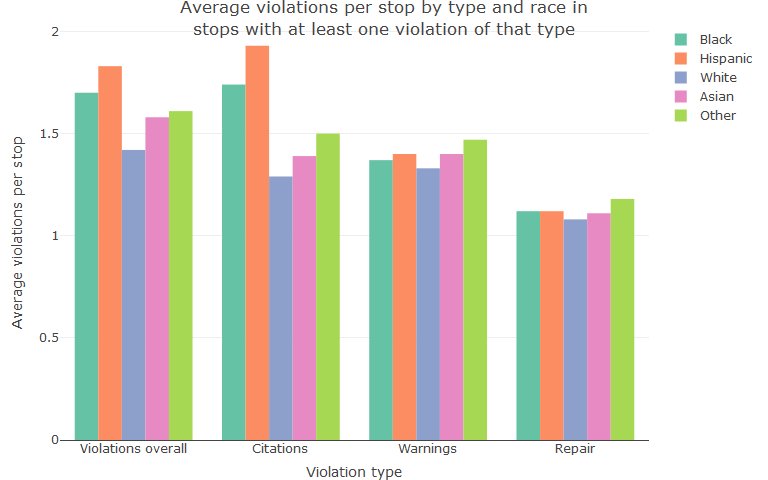 Average violations per stop by type and race in
stops with at least one violation of that type
2
1.5
1
0.5
0
Average violations per stop
Violations overall
Citations
Warnings
Repair
Violation type
Black
Hispanic
White
Asian
Other